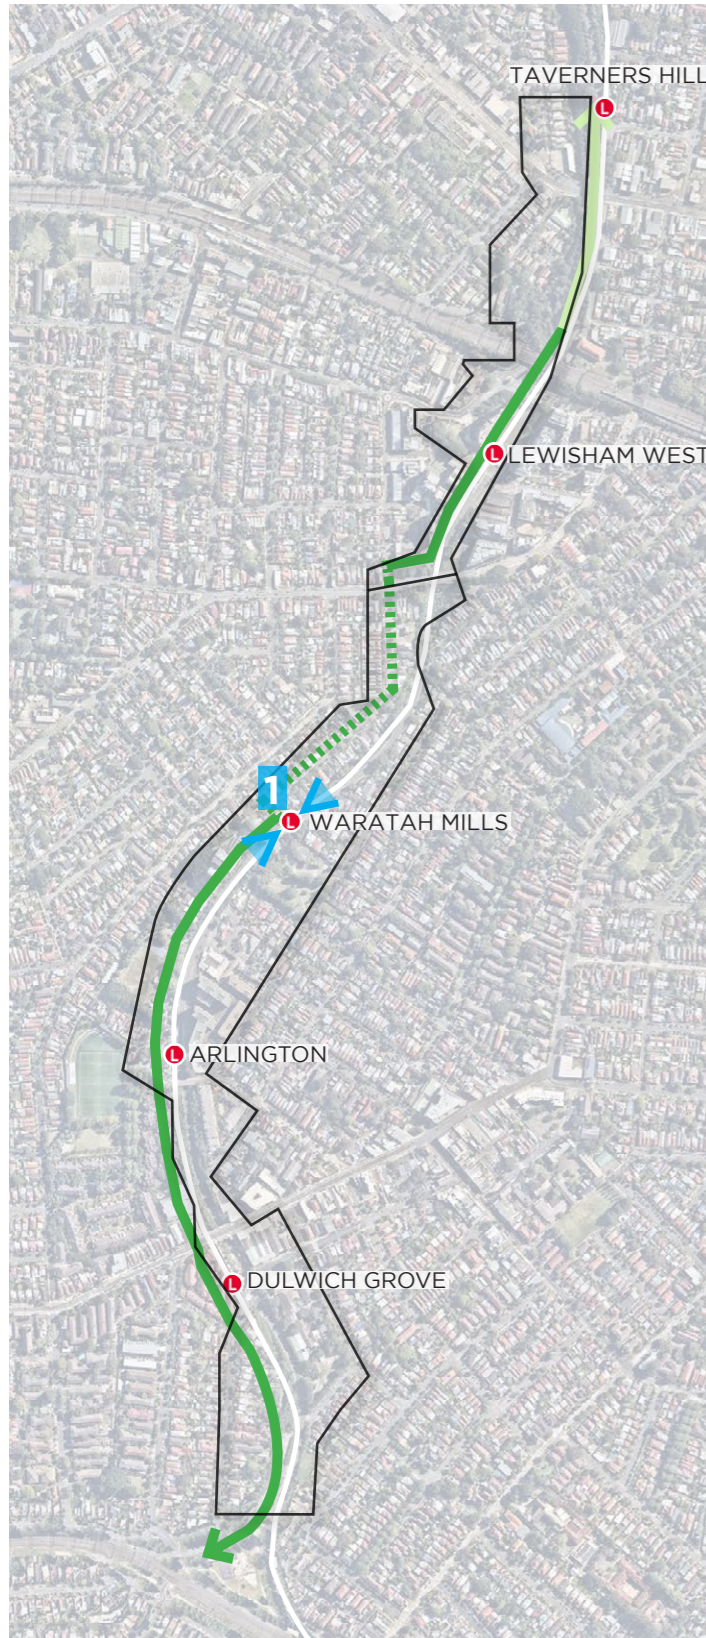 TAVERNERS HILL
L
L LEWISHAM WEST
1
L WARATAH MILLS
L ARLINGTON
L DULWICH GROVE